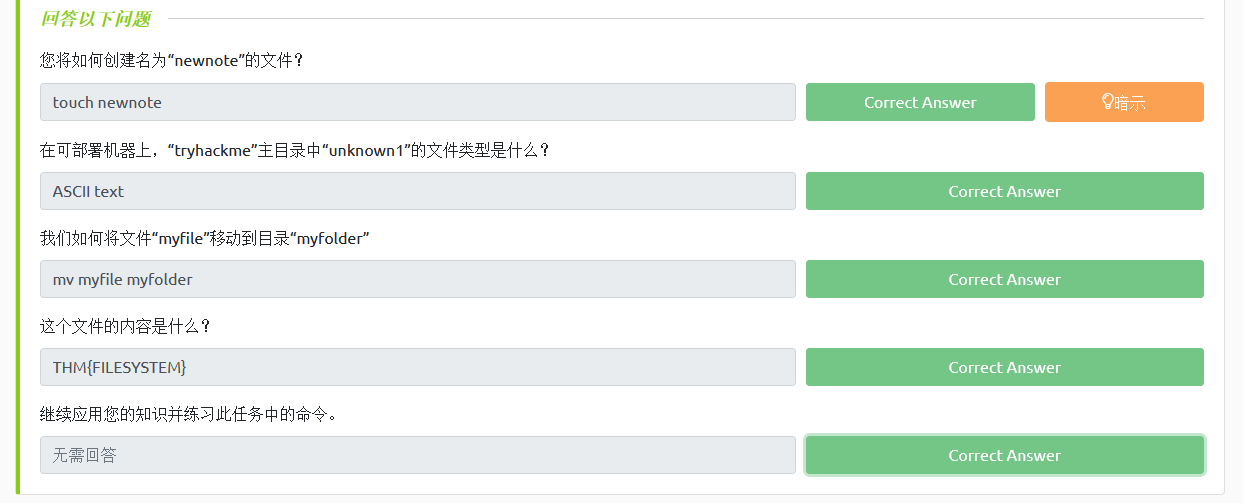 回答以下问题
您将如何创建名为“newnote”的文件？
touch newnote
Correct Answer
暗示
在可部署机器上，“tryhackme”主目录中“unknown1”的文件类型是什么？
ASCII text
Correct Answer
我们如何将文件“myfile”移动到目录“myfolder”
mv myfile myfolder
Correct Answer
这个文件的内容是什么？
THM{FILESYSTEM}
Correct Answer
继续应用您的知识并练习此任务中的命令。
无需回答
Correct Answer